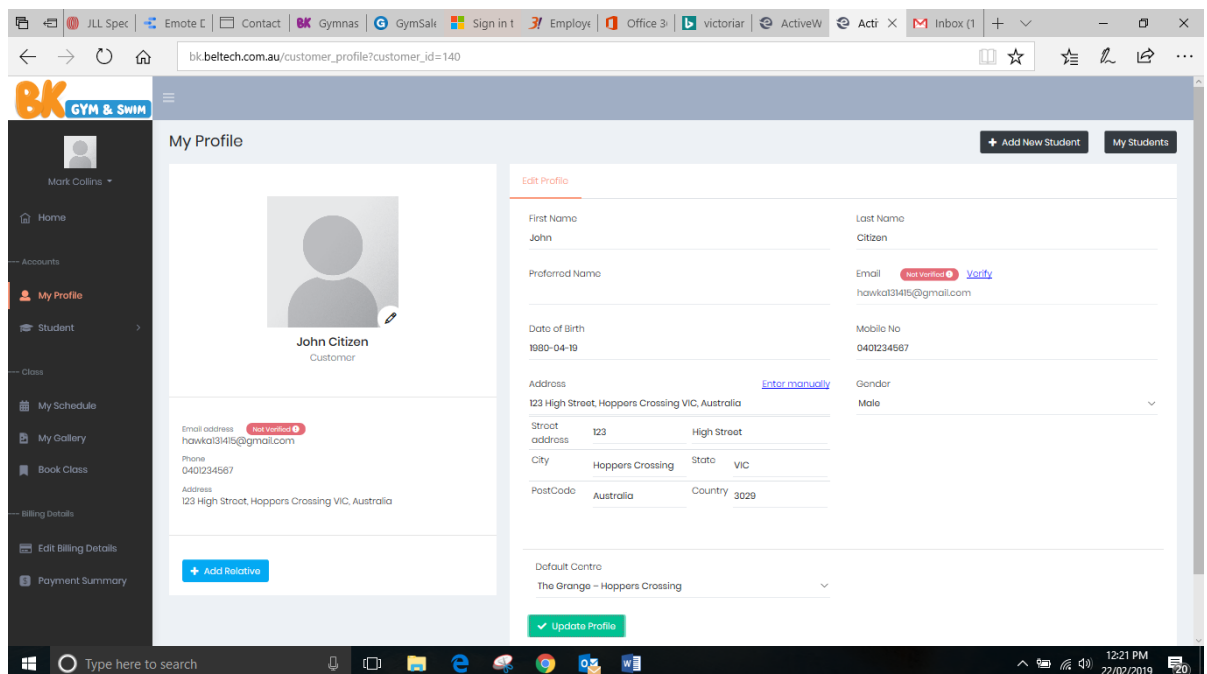 JLL Spec
Emote D
Contact
BK Gymnas
GymSale
Sign in t
Employe
Office 3
victoriar
ActiveW
Acti
Inbox (1
bk.beltech.com.au/customer_profile?customer_id=140
BK GYM & SWIM
Mark Collins
Home
--- Accounts
My Profile
Student
--- Class
My Schedule
My Gallery
Book Class
--- Billing Details
Edit Billing Details
Payment Summary
My Profile
+ Add New Student
My Students
John Citizen
Customer
Email address Not Verified
hawka131415@gmail.com
Phone
0401234567
Address
123 High Street, Hoppers Crossing VIC, Australia
+ Add Relative
Edit Profile
First Name
John
Last Name
Citizen
Preferred Name
Email Not Verified Verify
hawka131415@gmail.com
Date of Birth
1980-04-19
Mobile No
0401234567
Address Enter manually
123 High Street, Hoppers Crossing VIC, Australia
Gender
Male
Street address 123 High Street
City Hoppers Crossing State VIC
PostCode Australia Country 3029
Default Centre
The Grange – Hoppers Crossing
Update Profile
Type here to search
12:21 PM
22/02/2019
20